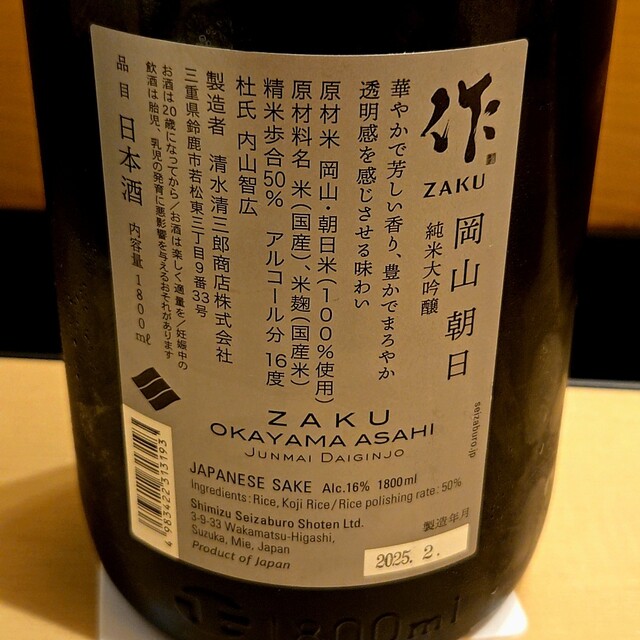 作
ZAKU
岡山朝日
純米大吟醸
華やかで芳しい香り、豊かでまろやか
透明感を感じさせる味わい
原材米 岡山・朝日米(100%使用)
原材料名 米(国産)、米麹(国産米)
精米歩合50% アルコール分 16度
杜氏 内山智広
製造者 清水清三郎商店株式会社
三重県鈴鹿市若松東三丁目9番33号
お酒は20歳になってから/お酒は楽しく適量を/妊娠中の
飲酒は胎児、乳児の発育に悪影響を与えるおそれがあります
品目 日本酒 内容量1800ml
seizaburo.jp
ZAKU
OKAYAMA ASAHI
JUNMAI DAIGINJO
JAPANESE SAKE Alc.16% 1800ml
Ingredients: Rice, Koji Rice/Rice polishing rate: 50%
Shimizu Seizaburo Shoten Ltd.
3-9-33 Wakamatsu-Higashi,
Suzuka, Mie, Japan
Product of Japan
製造年月
2025. 2.
4983422313193
1800ml